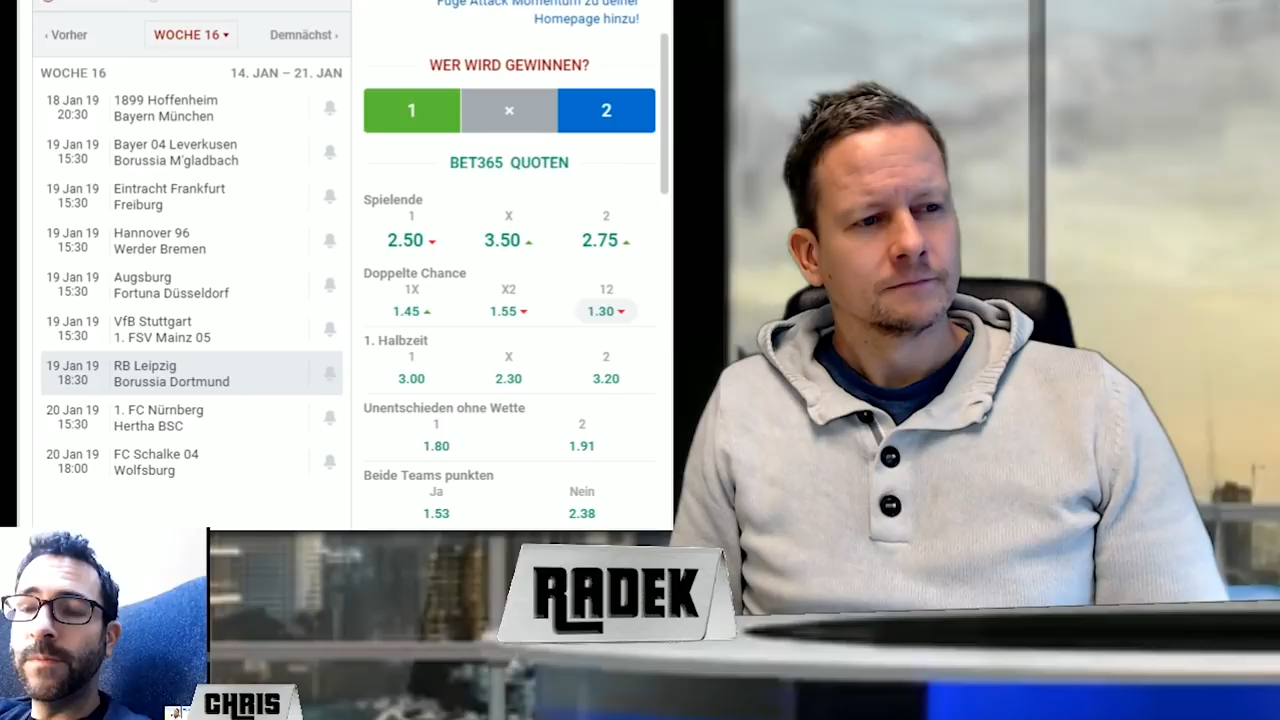 Füge Attack Momentum zu deiner
Homepage hinzu!
‹ Vorher
WOCHE 16
Demnächst ›
WOCHE 16
14. JAN – 21. JAN
18 Jan 19
20:30
1899 Hoffenheim
Bayern München
19 Jan 19
15:30
Bayer 04 Leverkusen
Borussia M'gladbach
19 Jan 19
15:30
Eintracht Frankfurt
Freiburg
19 Jan 19
15:30
Hannover 96
Werder Bremen
19 Jan 19
15:30
Augsburg
Fortuna Düsseldorf
19 Jan 19
15:30
VfB Stuttgart
1. FSV Mainz 05
19 Jan 19
18:30
RB Leipzig
Borussia Dortmund
20 Jan 19
15:30
1. FC Nürnberg
Hertha BSC
20 Jan 19
18:00
FC Schalke 04
Wolfsburg
WER WIRD GEWINNEN?
1 × 2
BET365 QUOTEN
Spielende
1 X 2
2.50 3.50 2.75
Doppelte Chance
1X X2 12
1.45 1.55 1.30
1. Halbzeit
1 X 2
3.00 2.30 3.20
Unentschieden ohne Wette
1 2
1.80 1.91
Beide Teams punkten
Ja Nein
1.53 2.38
RADEK
CHRIS